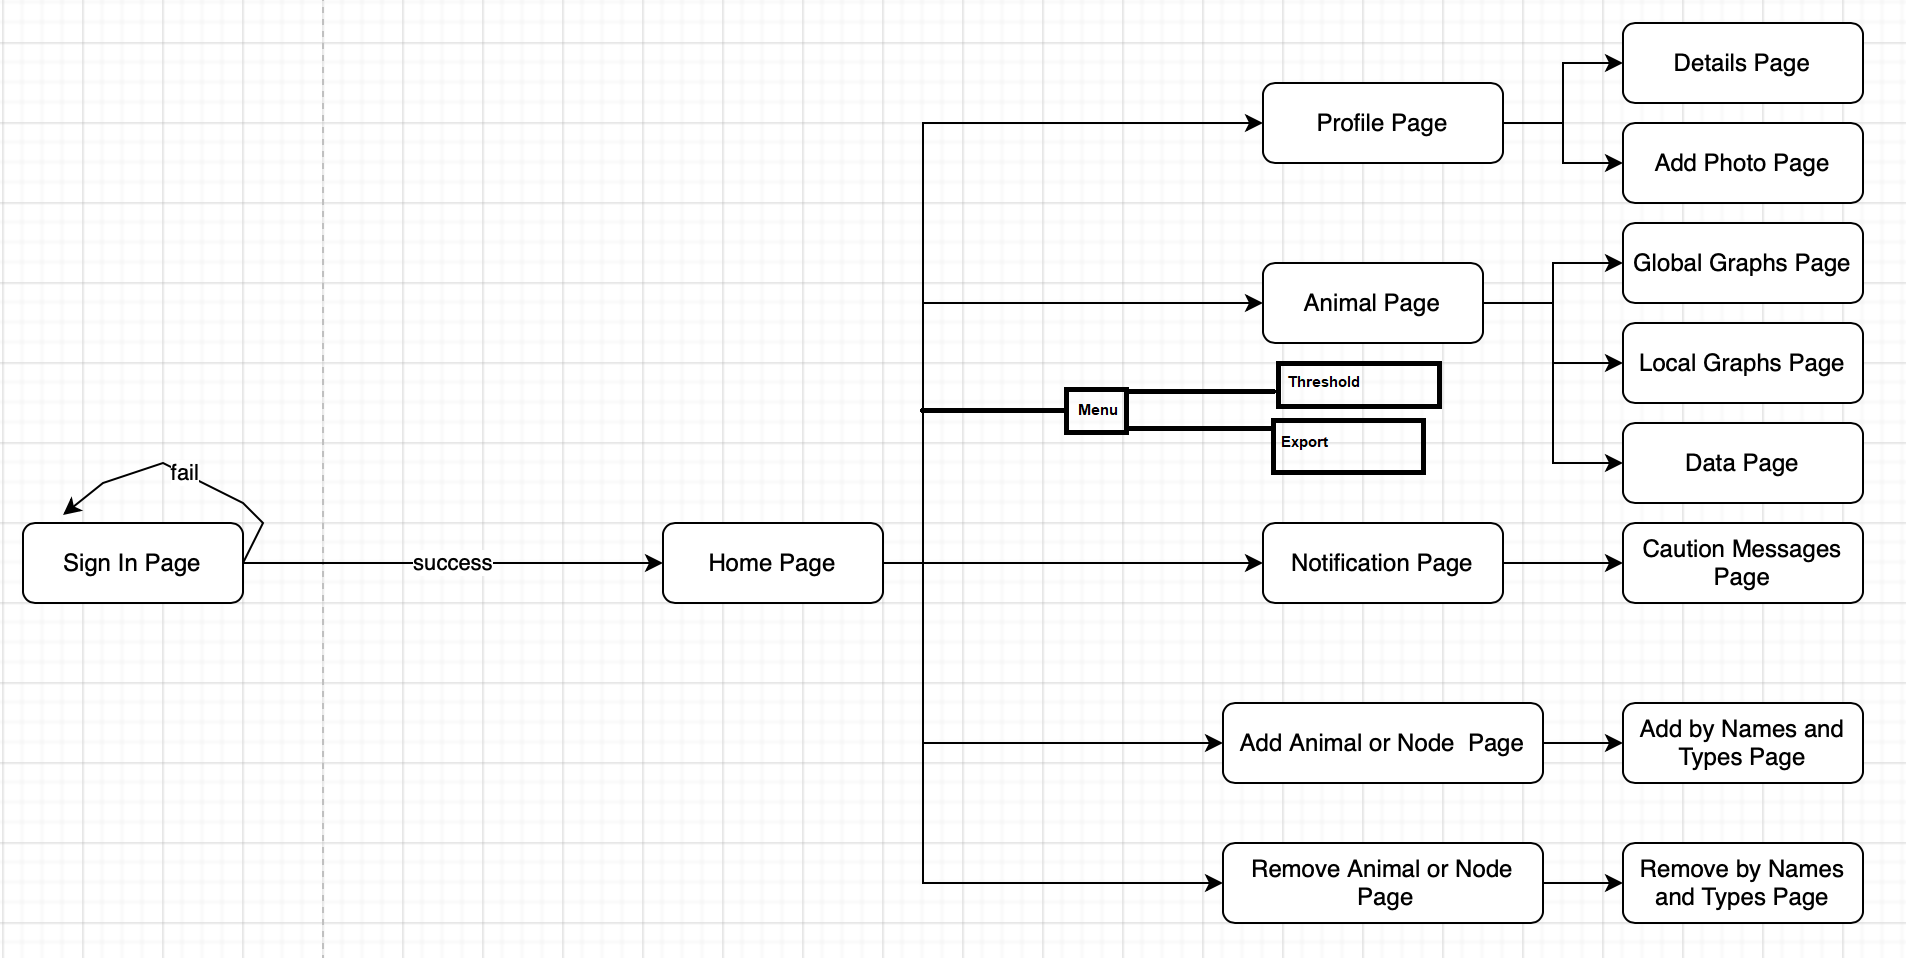 Details Page
Profile Page
Add Photo Page
Global Graphs Page
Animal Page
Local Graphs Page
Threshold
Menu
Export
Data Page
fail
Sign In Page
success
Home Page
Notification Page
Caution Messages
Page
Add Animal or Node  Page
Add by Names and
Types Page
Remove Animal or Node
Page
Remove by Names
and Types Page